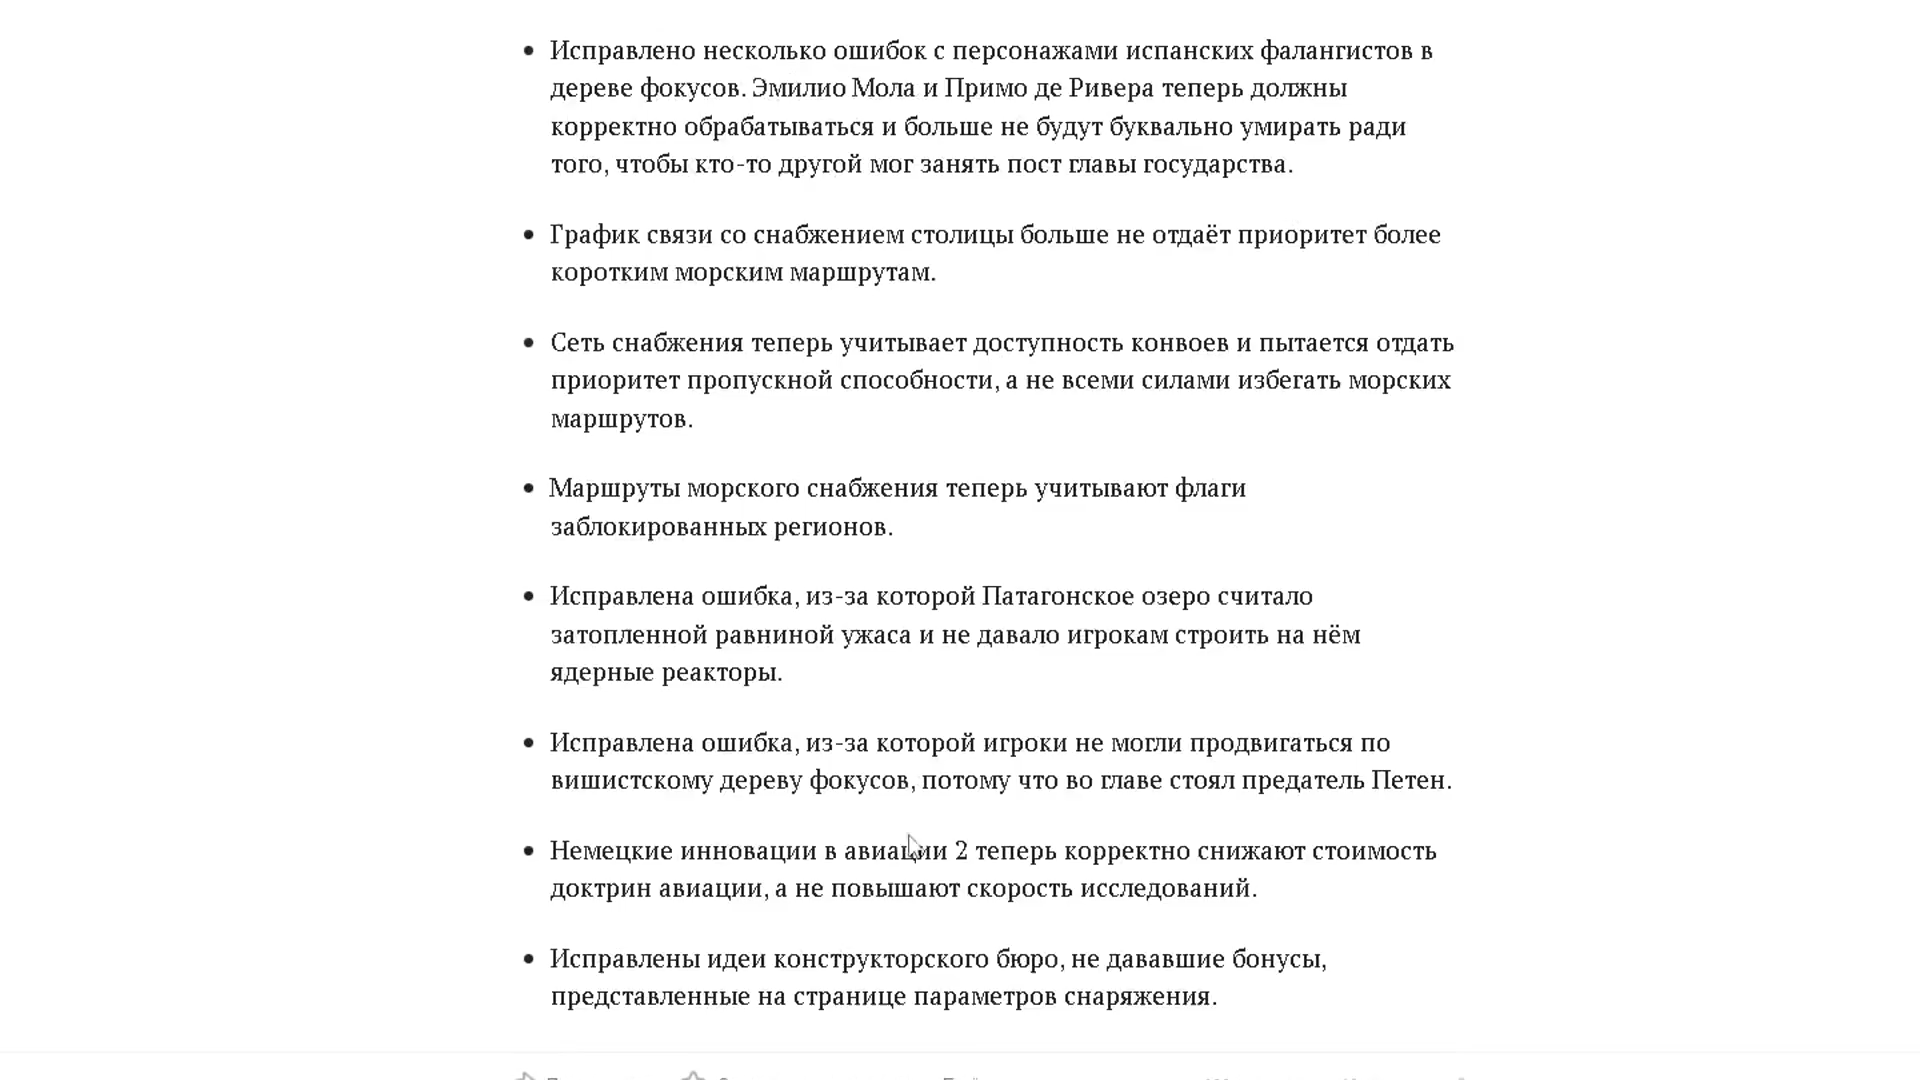 Исправлено несколько ошибок с персонажами испанских фалангистов в
дереве фокусов. Эмилио Мола и Примо де Ривера теперь должны
корректно обрабатываться и больше не будут буквально умирать ради
того, чтобы кто-то другой мог занять пост главы государства.
График связи со снабжением столицы больше не отдаёт приоритет более
коротким морским маршрутам.
Сеть снабжения теперь учитывает доступность конвоев и пытается отдать
приоритет пропускной способности, а не всеми силами избегать морских
маршрутов.
Маршруты морского снабжения теперь учитывают флаги
заблокированных регионов.
Исправлена ошибка, из-за которой Патагонское озеро считало
затопленной равниной ужаса и не давало игрокам строить на нём
ядерные реакторы.
Исправлена ошибка, из-за которой игроки не могли продвигаться по
вишистскому дереву фокусов, потому что во главе стоял предатель Петен.
Немецкие инновации в авиации 2 теперь корректно снижают стоимость
доктрин авиации, а не повышают скорость исследований.
Исправлены идеи конструкторского бюро, не дававшие бонусы,
представленные на странице параметров снаряжения.